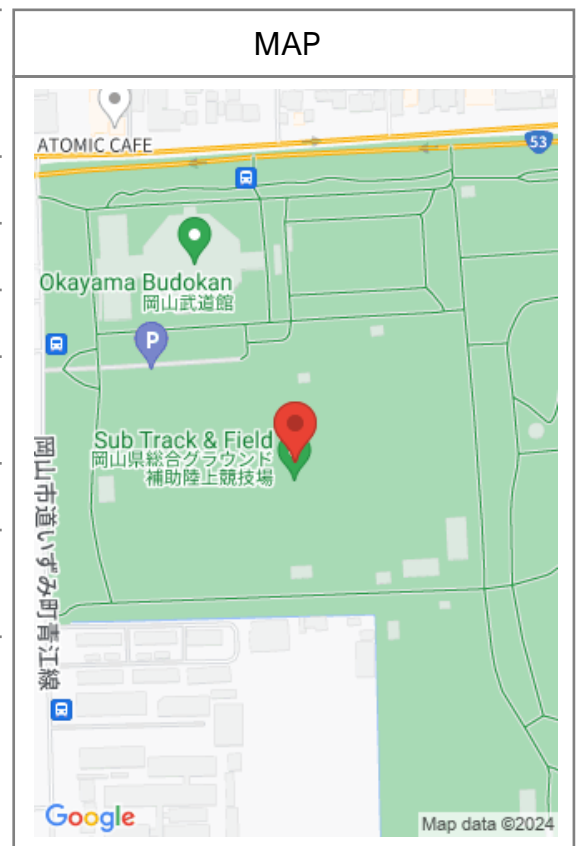 MAP
ATOMIC CAFE
53
Okayama Budokan
岡山武道館
P
Sub Track & Field
岡山県総合グラウンド
補助陸上競技場
岡山市道いずみ町青江線
Google
Map data ©2024